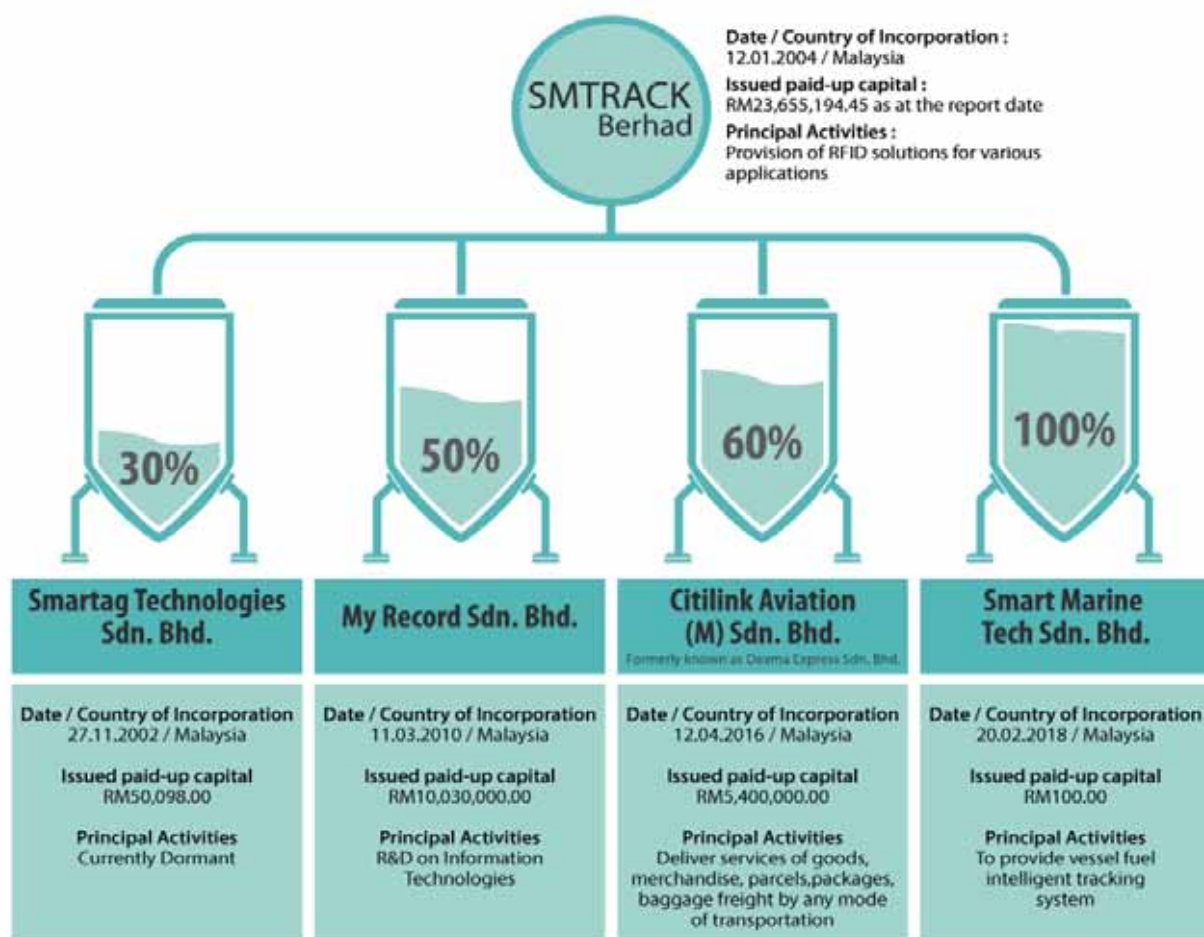 SMTRACK
Berhad
Date / Country of Incorporation :
12.01.2004 / Malaysia
Issued paid-up capital :
RM23,655,194.45 as at the report date
Principal Activities :
Provision of RFID solutions for various
applications
30%
50%
60%
100%
Smartag Technologies
Sdn. Bhd.
My Record Sdn. Bhd.
Citilink Aviation
(M) Sdn. Bhd.
Formerly known as Deema Express Sdn. Bhd.
Smart Marine
Tech Sdn. Bhd.
Date / Country of Incorporation
27.11.2002 / Malaysia
Issued paid-up capital
RM50,098.00
Principal Activities
Currently Dormant
Date / Country of Incorporation
11.03.2010 / Malaysia
Issued paid-up capital
RM10,030,000.00
Principal Activities
R&D on Information
Technologies
Date / Country of Incorporation
12.04.2016 / Malaysia
Issued paid-up capital
RM5,400,000.00
Principal Activities
Deliver services of goods,
merchandise, parcels,packages,
baggage freight by any mode
of transportation
Date / Country of Incorporation
20.02.2018 / Malaysia
Issued paid-up capital
RM100.00
Principal Activities
To provide vessel fuel
intelligent tracking
system